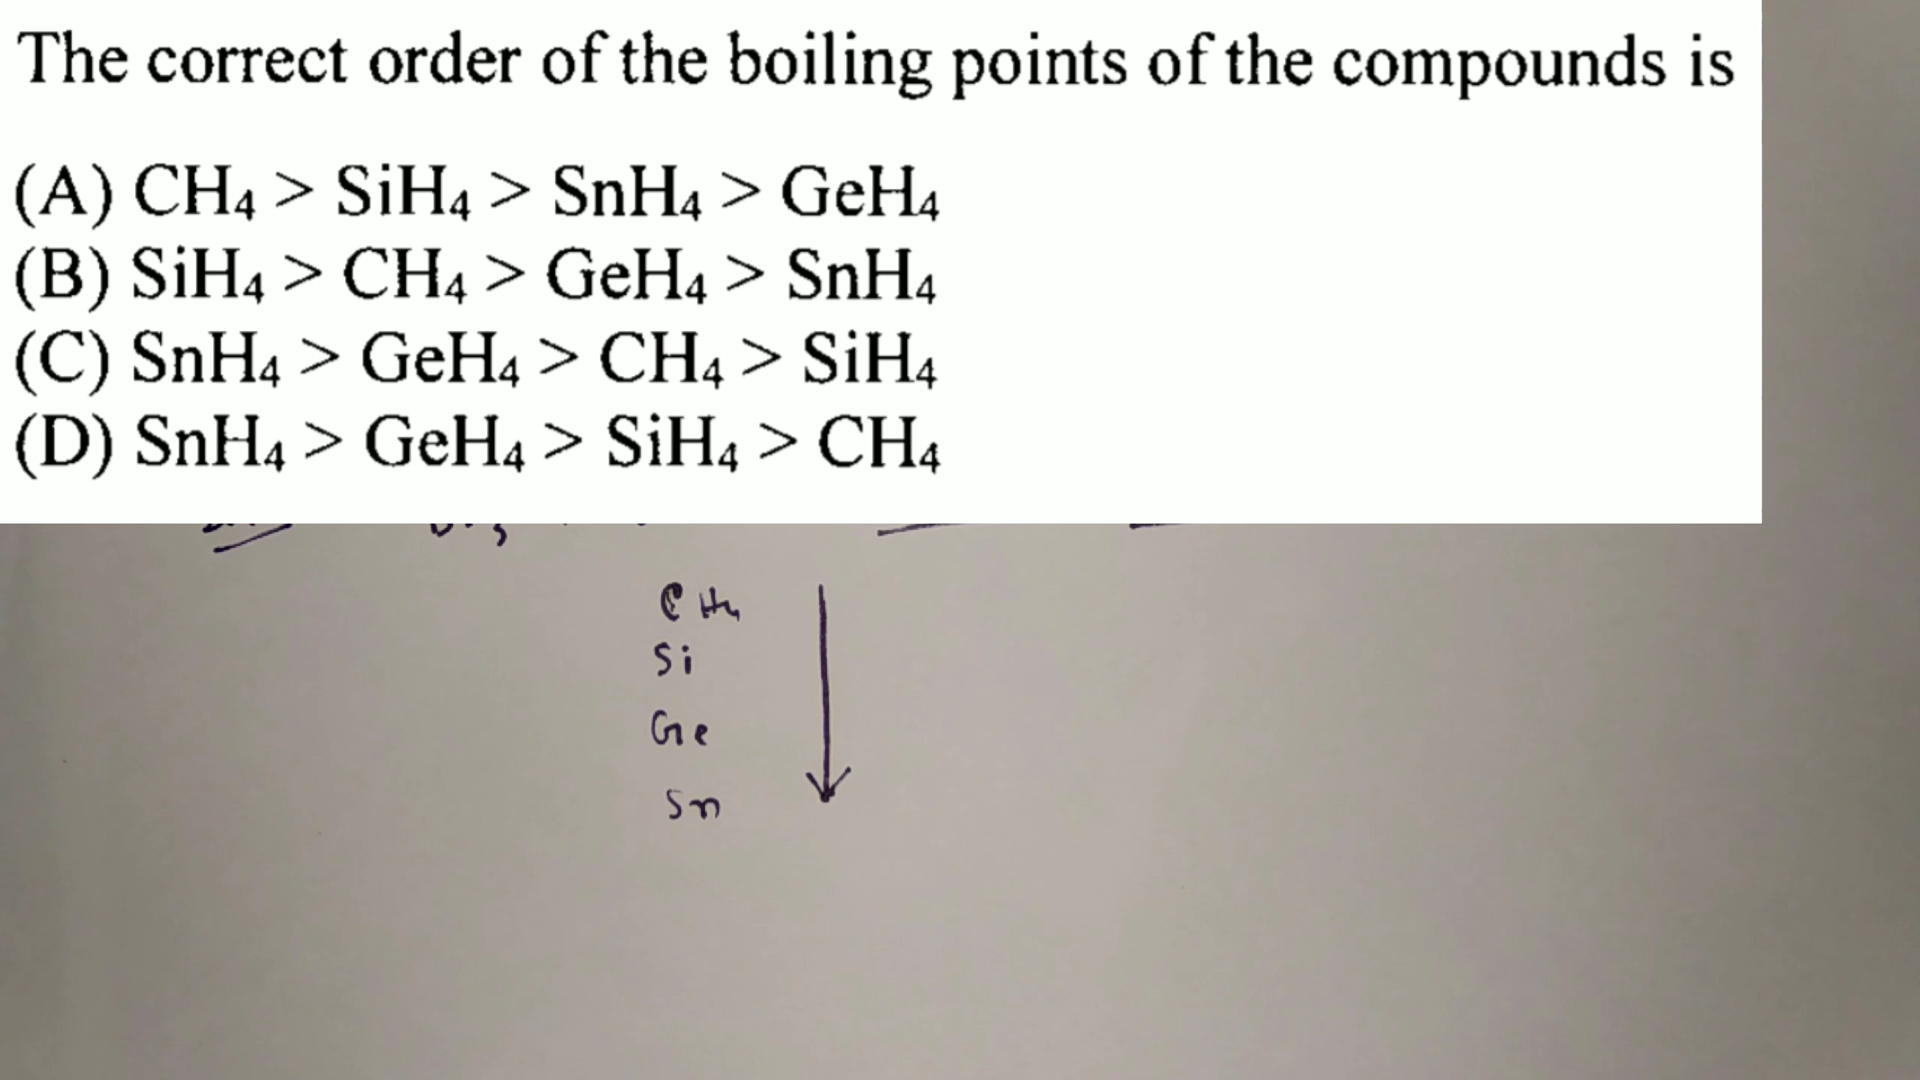 The correct order of the boiling points of the compounds is
(A) CH₄ > SiH₄ > SnH₄ > GeH₄
(B) SiH₄ > CH₄ > GeH₄ > SnH₄
(C) SnH₄ > GeH₄ > CH₄ > SiH₄
(D) SnH₄ > GeH₄ > SiH₄ > CH₄
CH₄
Si
Ge
Sn